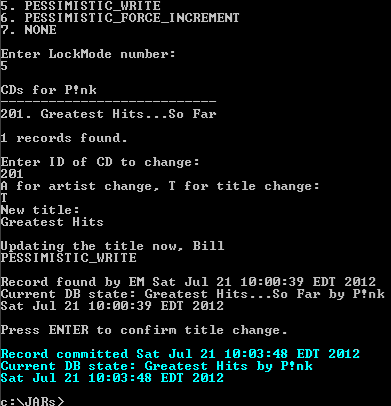 5. PESSIMISTIC_WRITE
6. PESSIMISTIC_FORCE_INCREMENT
7. NONE
Enter LockMode number:
5
CDs for P!nk
---------------------------
201. Greatest Hits...So Far
1 records found.
Enter ID of CD to change:
201
A for artist change, T for title change:
T
New title:
Greatest Hits
Updating the title now, Bill
PESSIMISTIC_WRITE
Record found by EM Sat Jul 21 10:00:39 EDT 2012
Current DB state: Greatest Hits...So Far by P!nk
Sat Jul 21 10:00:39 EDT 2012
Press ENTER to confirm title change.
Record committed Sat Jul 21 10:03:48 EDT 2012
Current DB state: Greatest Hits by P!nk
Sat Jul 21 10:03:48 EDT 2012
c:\JARs>